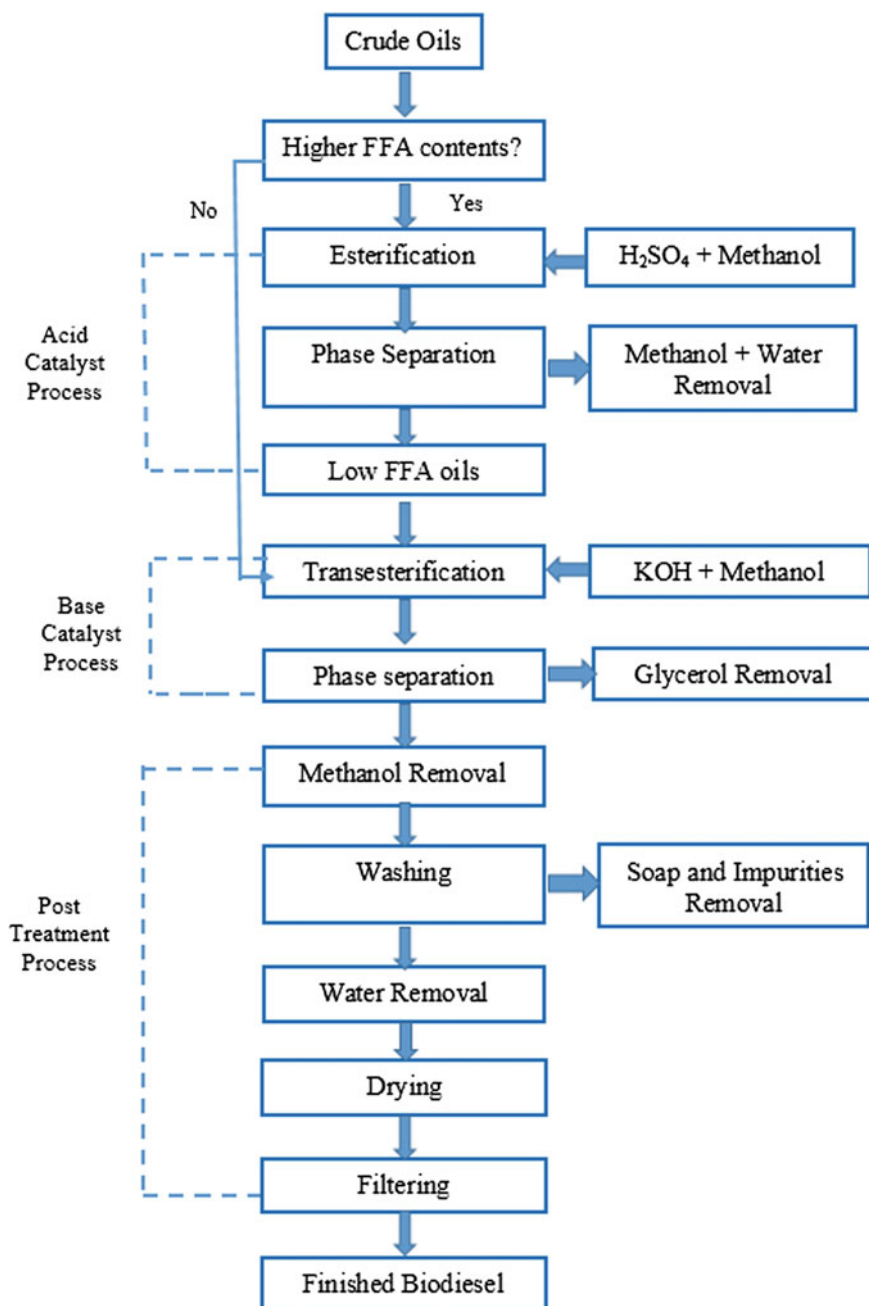 Crude Oils
Higher FFA contents?
No
Yes
Esterification
H₂SO₄ + Methanol
Acid
Catalyst
Process
Phase Separation
Methanol + Water
Removal
Low FFA oils
Transesterification
KOH + Methanol
Base
Catalyst
Process
Phase separation
Glycerol Removal
Methanol Removal
Washing
Soap and Impurities
Removal
Post
Treatment
Process
Water Removal
Drying
Filtering
Finished Biodiesel